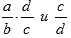 a/b · d/c и c/d